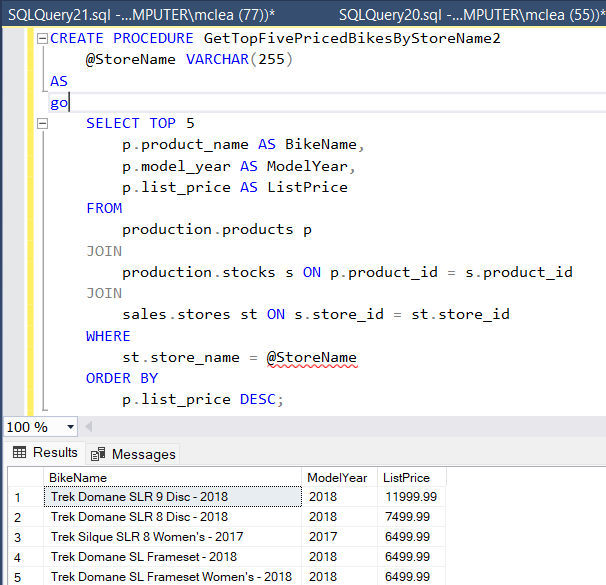 SQLQuery21.sql -...MPUTER\mclea (77))* SQLQuery20.sql -...MPUTER\mclea (55))*
CREATE PROCEDURE GetTopFivePricedBikesByStoreName2
@StoreName VARCHAR(255)
AS
go
SELECT TOP 5
p.product_name AS BikeName,
p.model_year AS ModelYear,
p.list_price AS ListPrice
FROM
production.products p
JOIN
production.stocks s ON p.product_id = s.product_id
JOIN
sales.stores st ON s.store_id = st.store_id
WHERE
st.store_name = @StoreName
ORDER BY
p.list_price DESC;
100 %
Results Messages
BikeName ModelYear ListPrice
1 Trek Domane SLR 9 Disc - 2018 2018 11999.99
2 Trek Domane SLR 8 Disc - 2018 2018 7499.99
3 Trek Silque SLR 8 Women's - 2017 2017 6499.99
4 Trek Domane SL Frameset - 2018 2018 6499.99
5 Trek Domane SL Frameset Women's - 2018 2018 6499.99